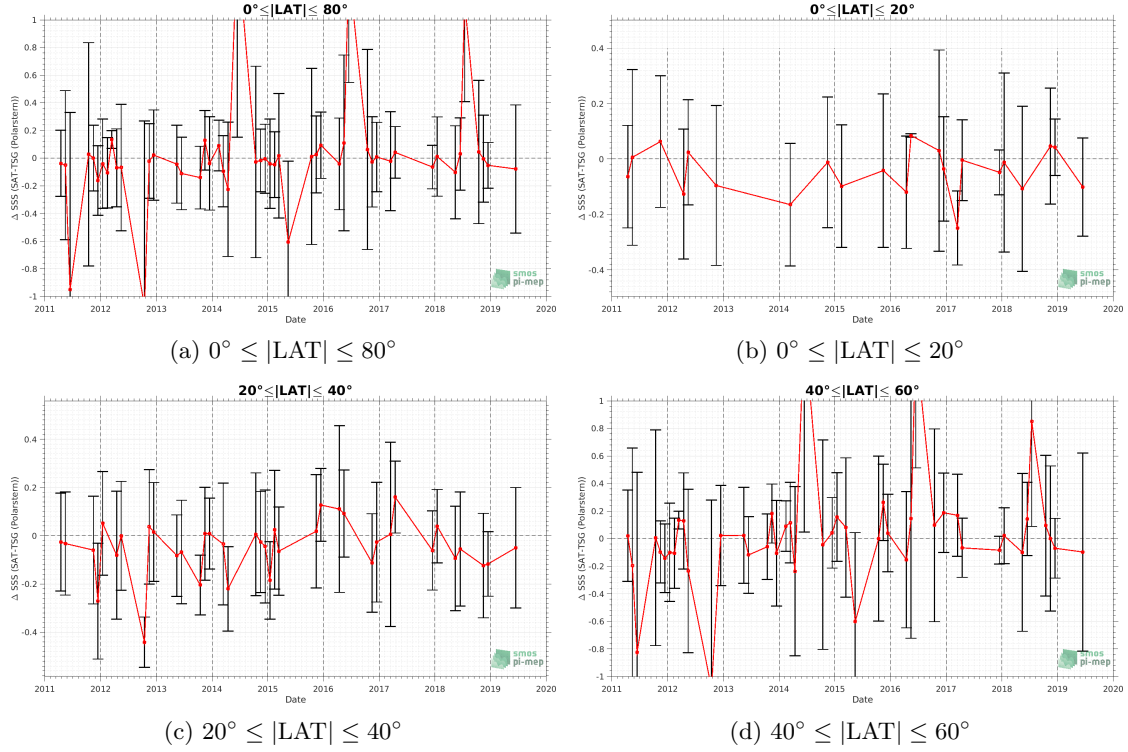 0°≤|LAT|≤ 80°
Δ SSS (SAT-TSG (Polarstern))
1
0.8
0.6
0.4
0.2
0
-0.2
-0.4
-0.6
-0.8
-1
2011 2012 2013 2014 2015 2016 2017 2018 2019 2020
Date
smos
pi-mep
(a) 0° ≤ |LAT| ≤ 80°
0°≤|LAT|≤ 20°
Δ SSS (SAT-TSG (Polarstern))
0.4
0.2
0
-0.2
-0.4
2011 2012 2013 2014 2015 2016 2017 2018 2019 2020
Date
smos
pi-mep
(b) 0° ≤ |LAT| ≤ 20°
20°≤|LAT|≤ 40°
Δ SSS (SAT-TSG (Polarstern))
0.4
0.2
0
-0.2
-0.4
2011 2012 2013 2014 2015 2016 2017 2018 2019 2020
Date
smos
pi-mep
(c) 20° ≤ |LAT| ≤ 40°
40°≤|LAT|≤ 60°
Δ SSS (SAT-TSG (Polarstern))
1
0.8
0.6
0.4
0.2
0
-0.2
-0.4
-0.6
-0.8
-1
2011 2012 2013 2014 2015 2016 2017 2018 2019 2020
Date
smos
pi-mep
(d) 40° ≤ |LAT| ≤ 60°